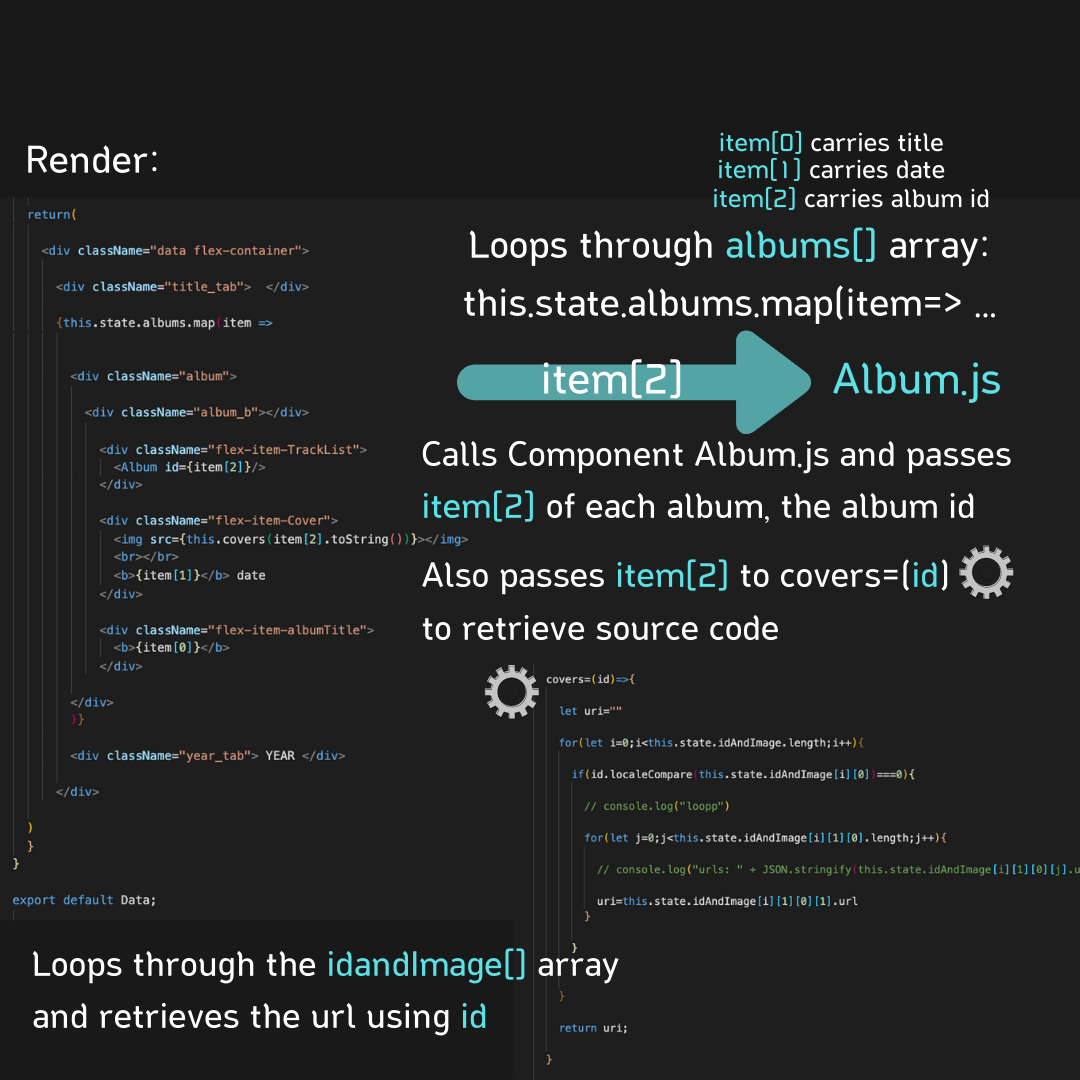 Render:
item[0] carries title
item[1] carries date
item[2] carries album id
return(
<div className="data flex-container">
<div className="title_tab">  </div>
{this.state.albums.map(item =>
<div className="album">
<div className="album_b"></div>
<div className="flex-item-TrackList">
<Album id={item[2]}/>
</div>
<div className="flex-item-Cover">
<img src={this.covers(item[2].toString())}></img>
<br></br>
<b>{item[1]}</b> date
</div>
<div className="flex-item-albumTitle">
<b>{item[0]}</b>
</div>
</div>
)}
<div className="year_tab"> YEAR </div>
</div>
)
}
}
export default Data;
Loops through albums[] array:
this.state.albums.map(item=> ...
item[2]
Album.js
Calls Component Album.js and passes
item[2] of each album, the album id
Also passes item[2] to covers=(id)
to retrieve source code
covers=(id)=>{
let uri=""
for(let i=0;i<this.state.idAndImage.length;i++){
if(id.localeCompare(this.state.idAndImage[i][0])===0){
// console.log("loopp")
for(let j=0;j<this.state.idAndImage[i][1][0].length;j++){
// console.log("urls: " + JSON.stringify(this.state.idAndImage[i][1][0][j].u
uri=this.state.idAndImage[i][1][0][1].url
}
}
}
return uri;
}
Loops through the idandImage[] array
and retrieves the url using id